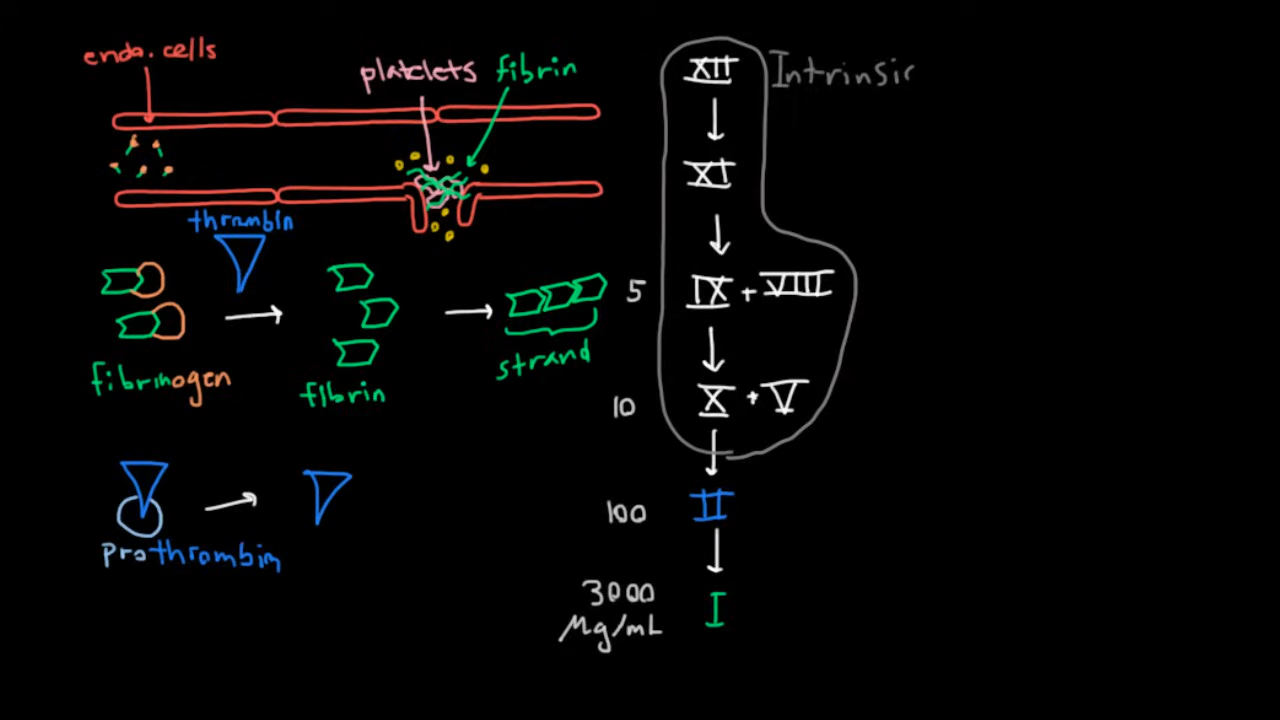 endo. cells
platelets fibrin
thrombin
fibrinogen
fibrin
strand
prothrombin
XII Intrinsic
XI
5 IX + VIII
10 X + V
100 II
3000 I
Mg/mL